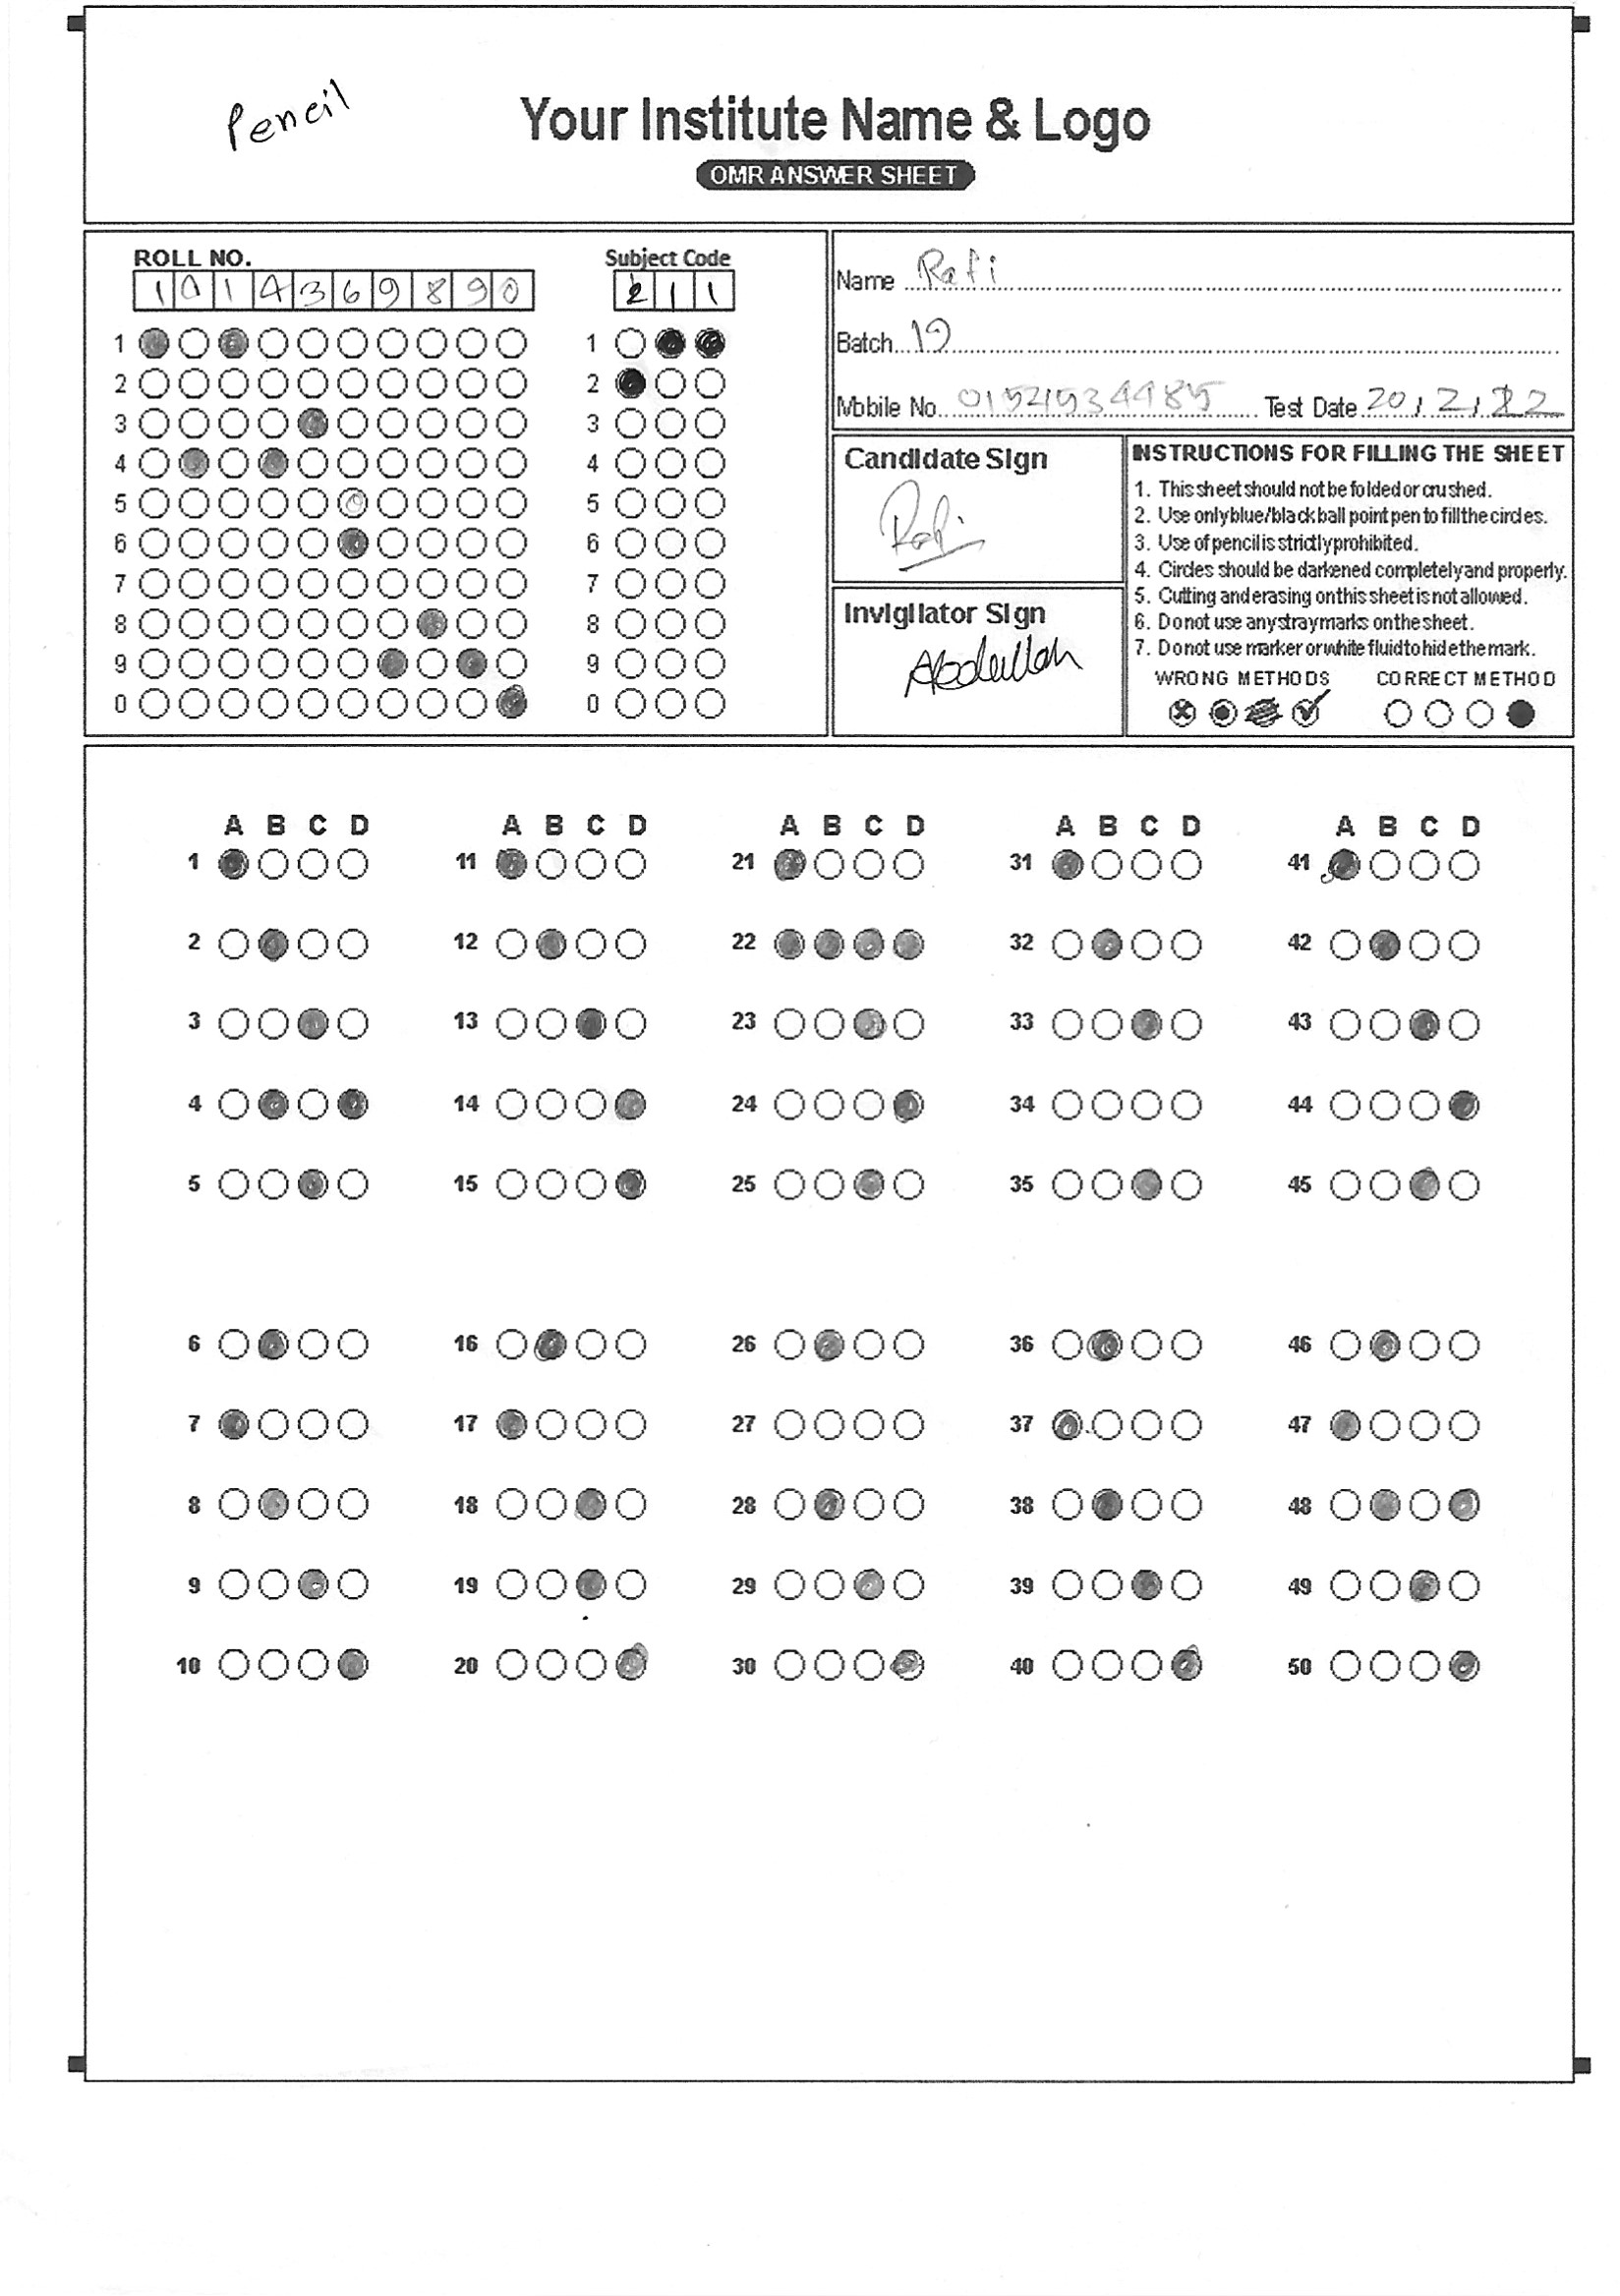 Pencil
Your Institute Name & Logo
OMR ANSWER SHEET
ROLL NO.
1 0 1 4 3 6 9 8 9 0
Subject Code
2 1 1
Name Rafi
Batch 19
Mobile No. Test Date 20, 2, 22
1 1
2 2
3 3
4 4
5 5
6 6
7 7
8 8
9 9
0 0
Candidate Sign
Rafi
Invigilator Sign
Abdullah
INSTRUCTIONS FOR FILLING THE SHEET
1. This sheet should not be folded or crushed.
2. Use only blue/black ball point pen to fill the circles.
3. Use of pencil is strictly prohibited.
4. Circles should be darkened completely and properly.
5. Cutting and erasing on this sheet is not allowed.
6. Do not use any stray marks on the sheet.
7. Do not use marker or white fluid to hide the mark.
WRONG METHODS CORRECT METHOD
A B C D A B C D A B C D A B C D A B C D
1 11 21 31 41
2 12 22 32 42
3 13 23 33 43
4 14 24 34 44
5 15 25 35 45
6 16 26 36 46
7 17 27 37 47
8 18 28 38 48
9 19 29 39 49
10 20 30 40 50